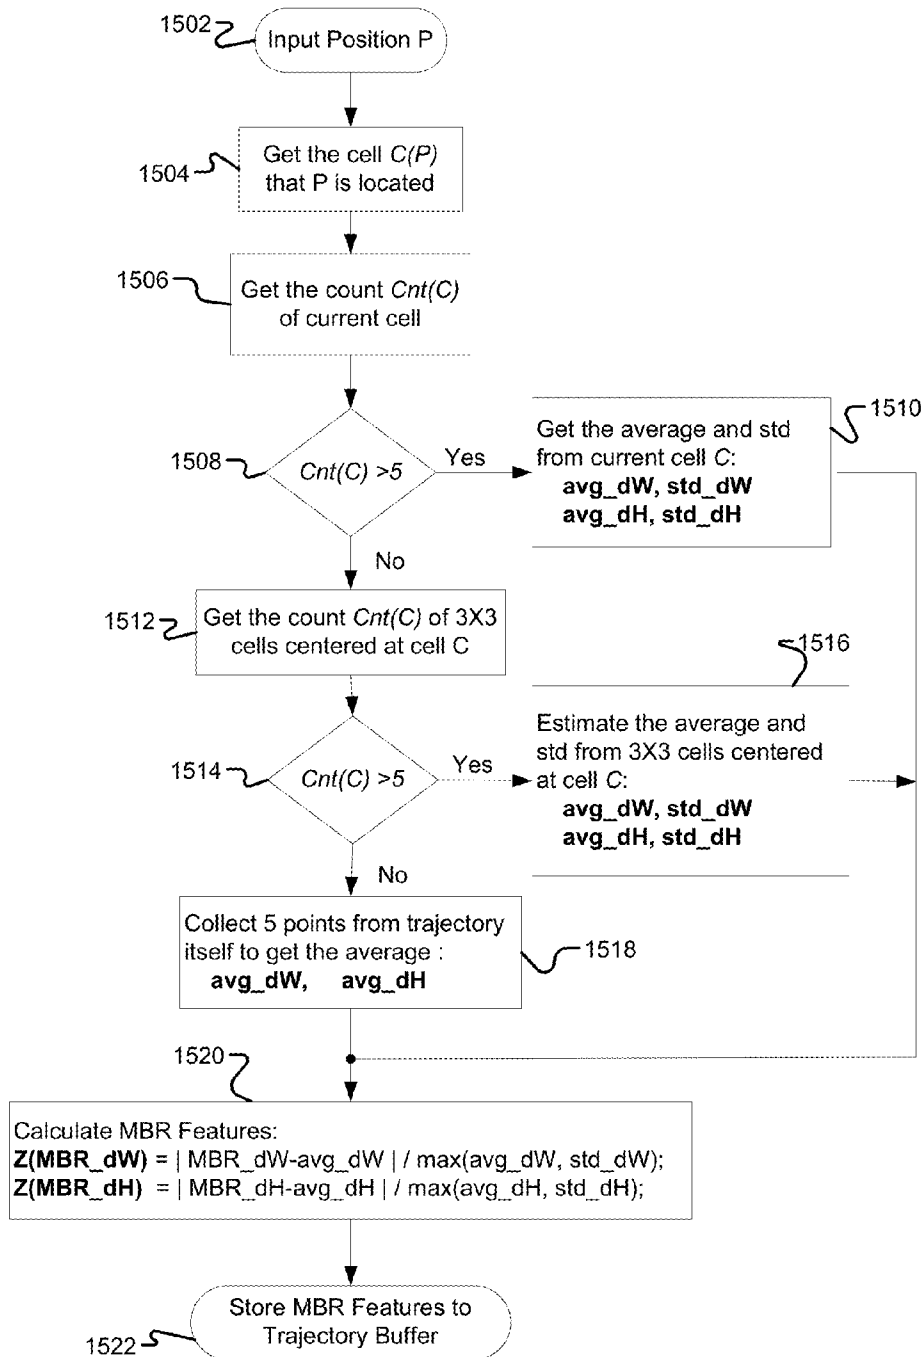 1502
Input Position P
1504
Get the cell C(P)
that P is located
1506
Get the count Cnt(C)
of current cell
1508
Cnt(C) >5
Yes
No
1510
Get the average and std
from current cell C:
avg_dW, std_dW
avg_dH, std_dH
1512
Get the count Cnt(C) of 3X3
cells centered at cell C
1514
Cnt(C) >5
Yes
No
1516
Estimate the average and
std from 3X3 cells centered
at cell C:
avg_dW, std_dW
avg_dH, std_dH
Collect 5 points from trajectory
itself to get the average :
avg_dW, avg_dH
1518
1520
Calculate MBR Features:
Z(MBR_dW) = | MBR_dW-avg_dW | / max(avg_dW, std_dW);
Z(MBR_dH) = | MBR_dH-avg_dH | / max(avg_dH, std_dH);
Store MBR Features to
Trajectory Buffer
1522